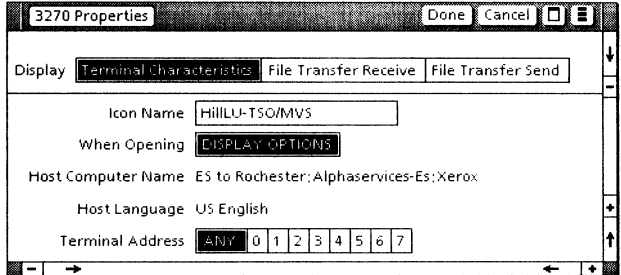 3270 Properties Done Cancel
Display Terminal Characteristics File Transfer Receive File Transfer Send
Icon Name HillLU-TSO/MVS
When Opening DISPLAY OPTIONS
Host Computer Name ES to Rochester:Alphaservices-Es:Xerox
Host Language US English
Terminal Address ANY 0 1 2 3 4 5 6 7